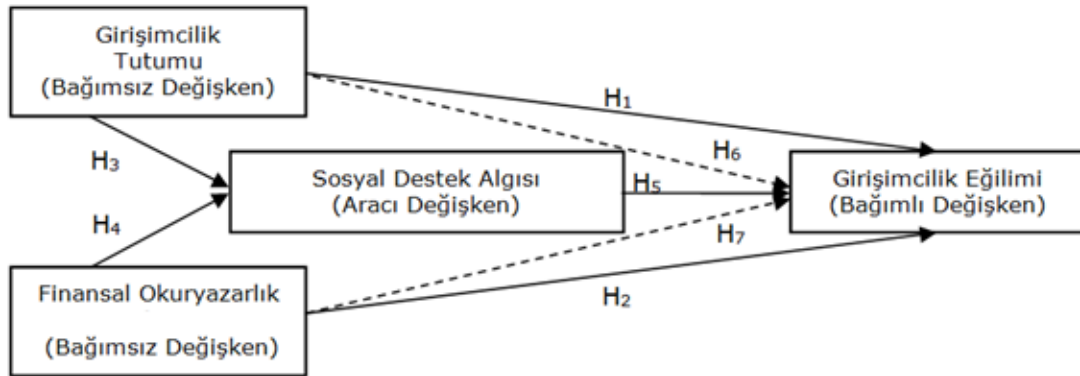 Girişimcilik
Tutumu
(Bağımsız Değişken)
H1
H3
H6
Sosyal Destek Algısı
(Aracı Değişken)
H5
Girişimcilik Eğilimi
(Bağımlı Değişken)
H4
H7
Finansal Okuryazarlık
(Bağımsız Değişken)
H2